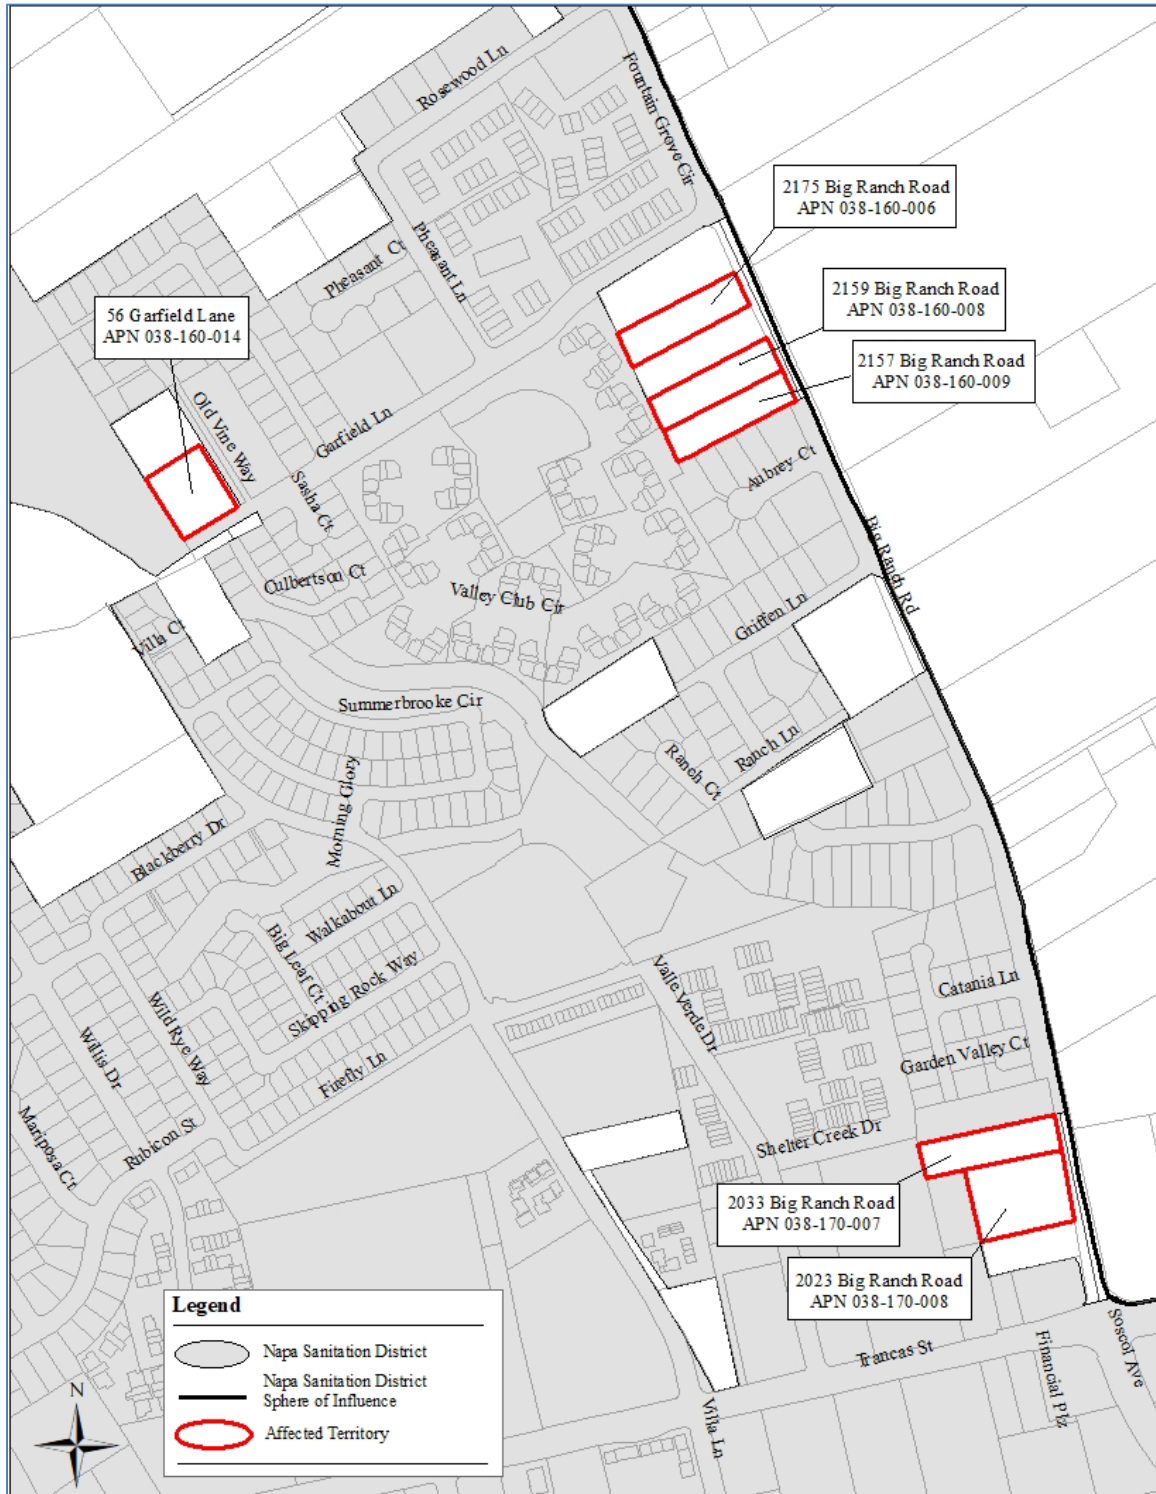 Rosewood Ln
Fountain Grove Cir
2175 Big Ranch Road
APN 038-160-006
Pheasant Ct
Pheasant Ln
2159 Big Ranch Road
APN 038-160-008
56 Garfield Lane
APN 038-160-014
2157 Big Ranch Road
APN 038-160-009
Old Vine Way
Garfield Ln
Sasha Ct
Aubrey Ct
Big Ranch Rd
Culbertson Ct
Valley Club Cir
Griffen Ln
Villa Ct
Summerbrooke Cir
Ranch Ct
Ranch Ln
Morning Glory
Blackberry Dr
Walkabout Ln
Big Leaf Ct
Skipping Rock Way
Valle Verde Dr
Catania Ln
Wild Rye Way
Willis Dr
Firefly Ln
Garden Valley Ct
Mariposa Ct
Rubicon St
Shelter Creek Dr
2033 Big Ranch Road
APN 038-170-007
2023 Big Ranch Road
APN 038-170-008
Trancas St
Financial Plz
Soscol Ave
Villa Ln
Legend
Napa Sanitation District
Napa Sanitation District
Sphere of Influence
Affected Territory
N